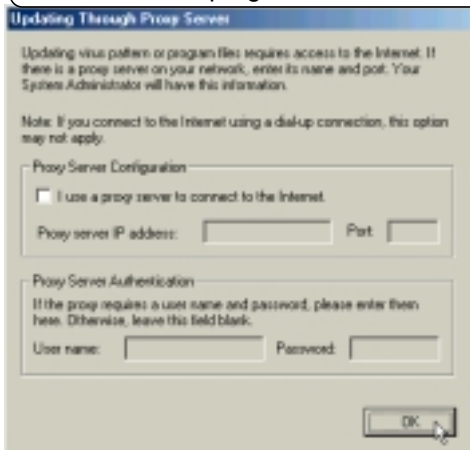 Updating Through Proxy Server
Updating virus pattern or program files requires access to the Internet. If
there is a proxy server on your network, enter its name and port. Your
System Administrator will have this information.
Note: If you connect to the Internet using a dial-up connection, this option
may not apply.
Proxy Server Configuration
I use a proxy server to connect to the Internet.
Proxy server IP address: Port
Proxy Server Authentication
If the proxy requires a user name and password, please enter them
here. Otherwise, leave this field blank.
User name: Password:
OK